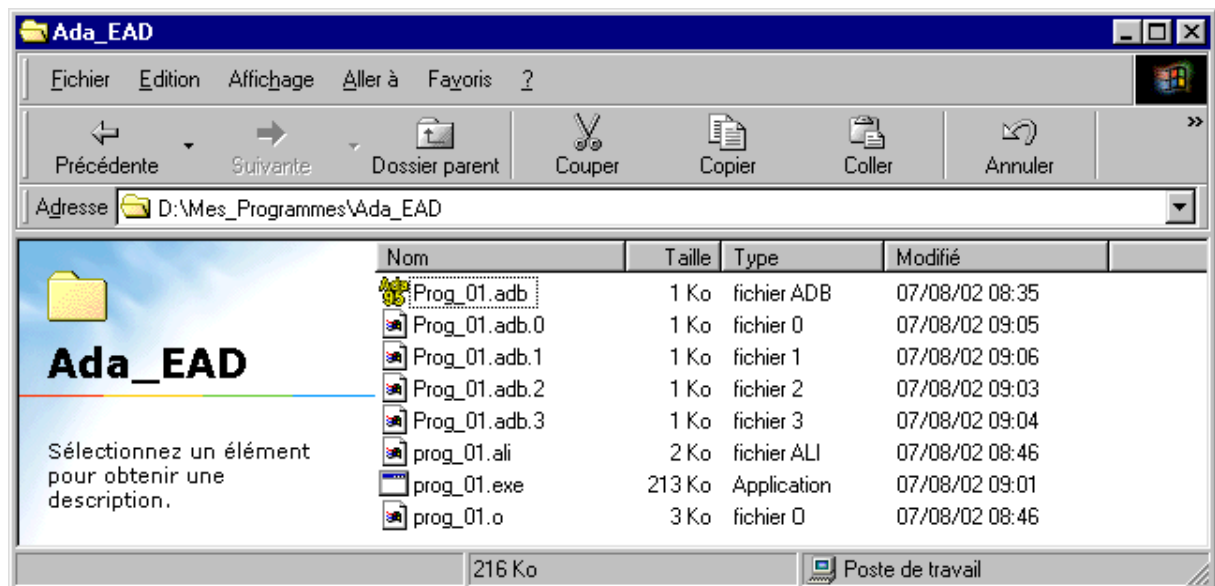 Ada_EAD
Fichier Edition Affichage Aller à Favoris ?
Précédente Suivante Dossier parent Couper Copier Coller Annuler »
Adresse D:\Mes_Programmes\Ada_EAD
Nom Taille Type Modifié
Ada 95 Prog_01.adb 1 Ko fichier ADB 07/08/02 08:35
Prog_01.adb.0 1 Ko fichier 0 07/08/02 09:05
Prog_01.adb.1 1 Ko fichier 1 07/08/02 09:06
Prog_01.adb.2 1 Ko fichier 2 07/08/02 09:03
Prog_01.adb.3 1 Ko fichier 3 07/08/02 09:04
prog_01.ali 2 Ko fichier ALI 07/08/02 08:46
prog_01.exe 213 Ko Application 07/08/02 09:01
prog_01.o 3 Ko fichier O 07/08/02 08:46
Ada_EAD
Sélectionnez un élément
pour obtenir une
description.
216 Ko Poste de travail